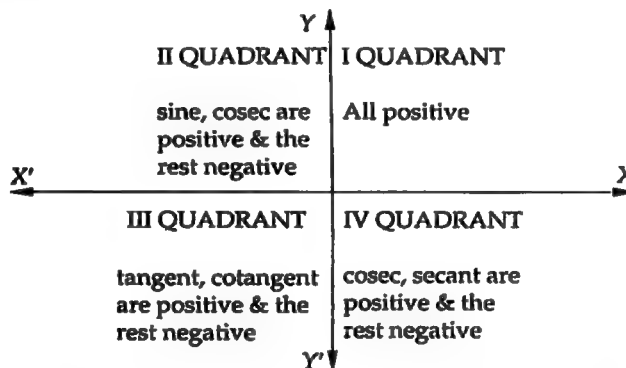 Y
II QUADRANT I QUADRANT
sine, cosec are
positive & the
rest negative
All positive
X' X
III QUADRANT IV QUADRANT
tangent, cotangent
are positive & the
rest negative
cosec, secant are
positive & the
rest negative
Y'